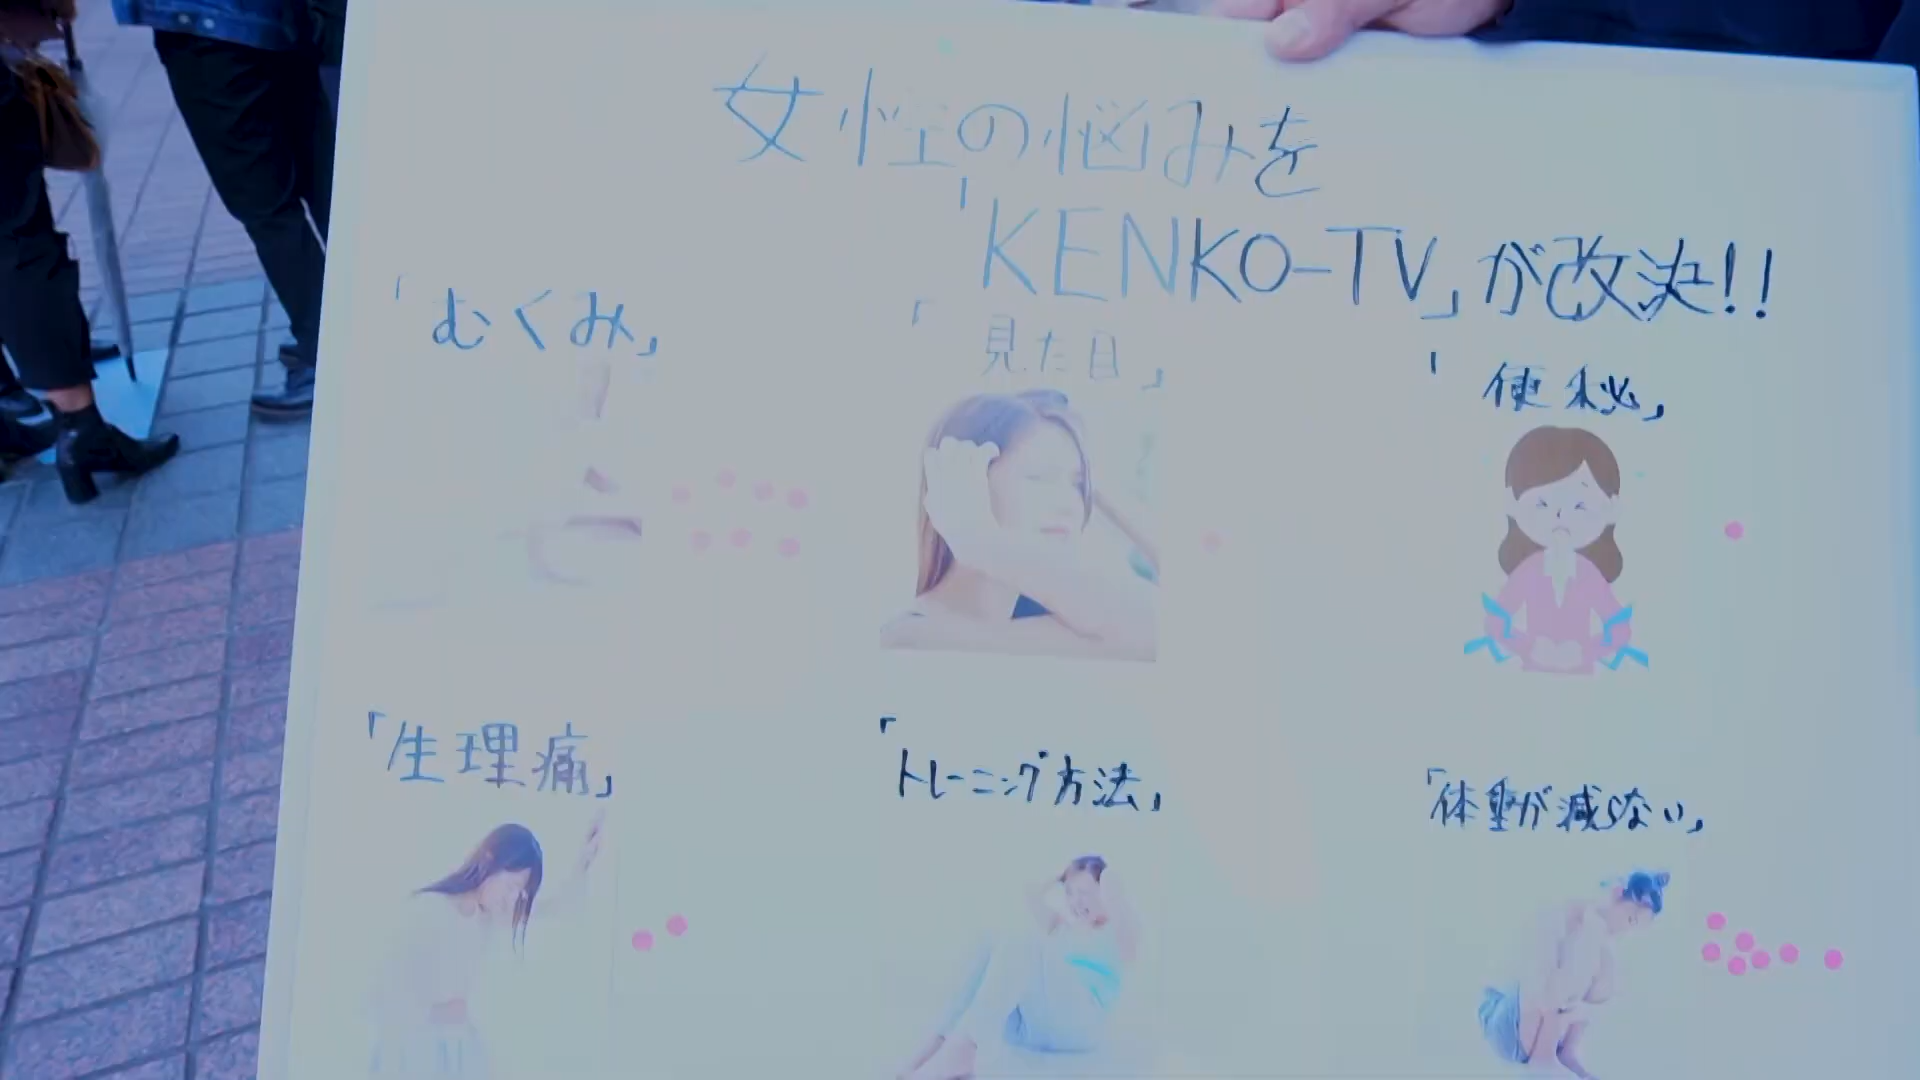 女性の悩みを
「KENKO-TV」が改決!!
「むくみ」
「見た目」
「便秘」
「生理痛」
「トレーニング方法」
「体重が減らない」